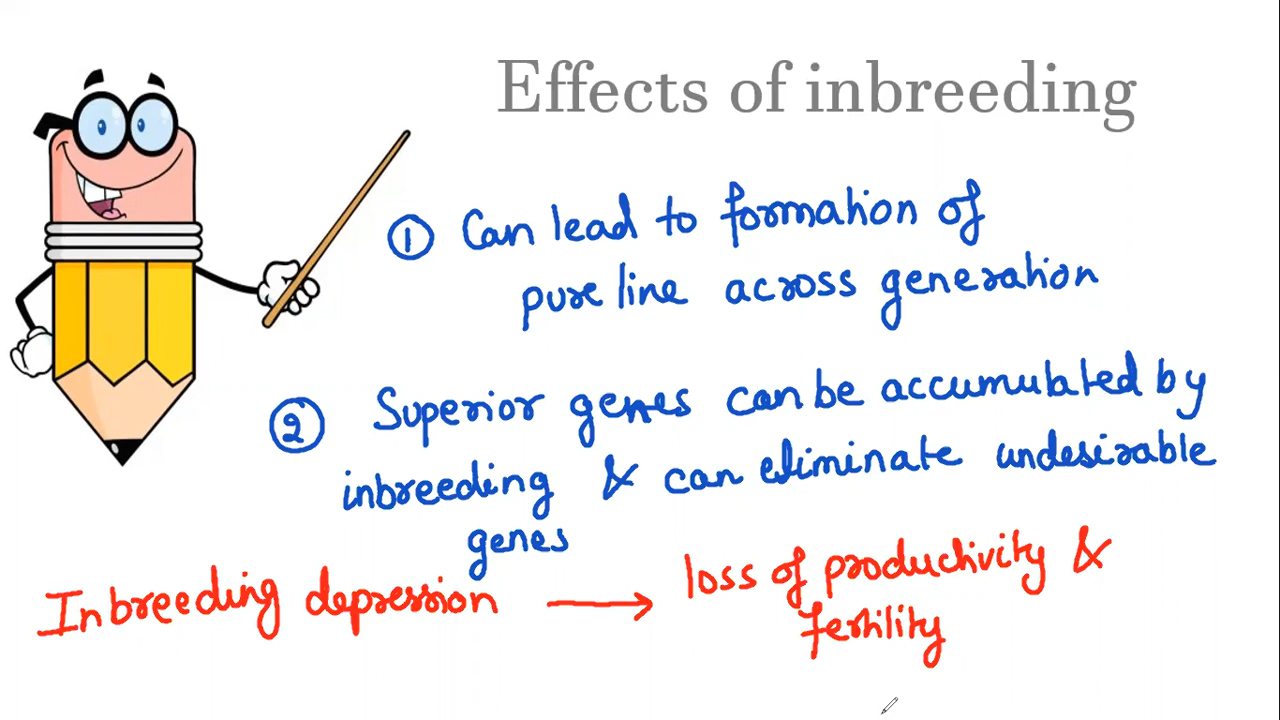 Effects of inbreeding
① Can lead to formation of
pure line across generation
② Superior genes can be accumulated by
inbreeding & can eliminate undesirable
genes
Inbreeding depression → loss of productivity &
fertility